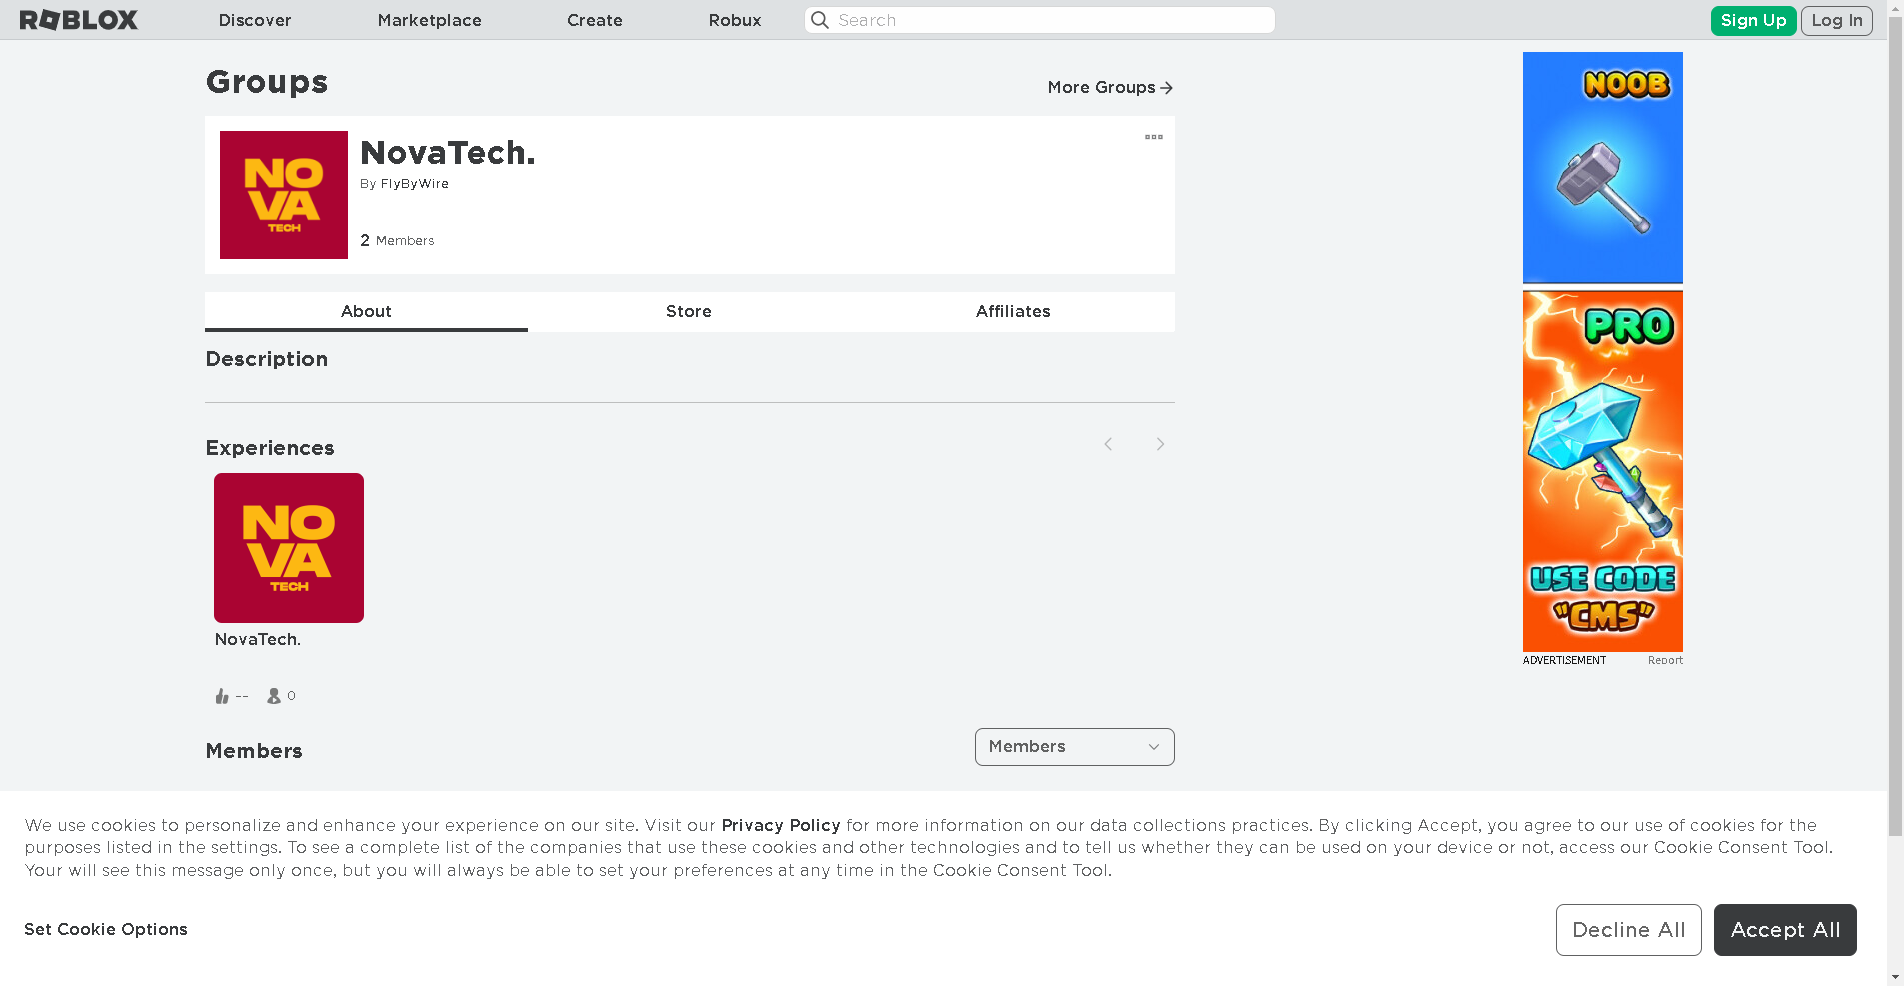 ROBLOX
Discover
Marketplace
Create
Robux
Search
Sign Up
Log In
Groups
More Groups
NO
VA
TECH
NovaTech.
By FlyByWire
2 Members
About
Store
Affiliates
Description
Experiences
NO
VA
TECH
NovaTech.
--
0
Members
Members
NOOB
PRO
USE CODE
"CMS"
ADVERTISEMENT
Report
We use cookies to personalize and enhance your experience on our site. Visit our Privacy Policy for more information on our data collections practices. By clicking Accept, you agree to our use of cookies for the
purposes listed in the settings. To see a complete list of the companies that use these cookies and other technologies and to tell us whether they can be used on your device or not, access our Cookie Consent Tool.
Your will see this message only once, but you will always be able to set your preferences at any time in the Cookie Consent Tool.
Set Cookie Options
Decline All
Accept All